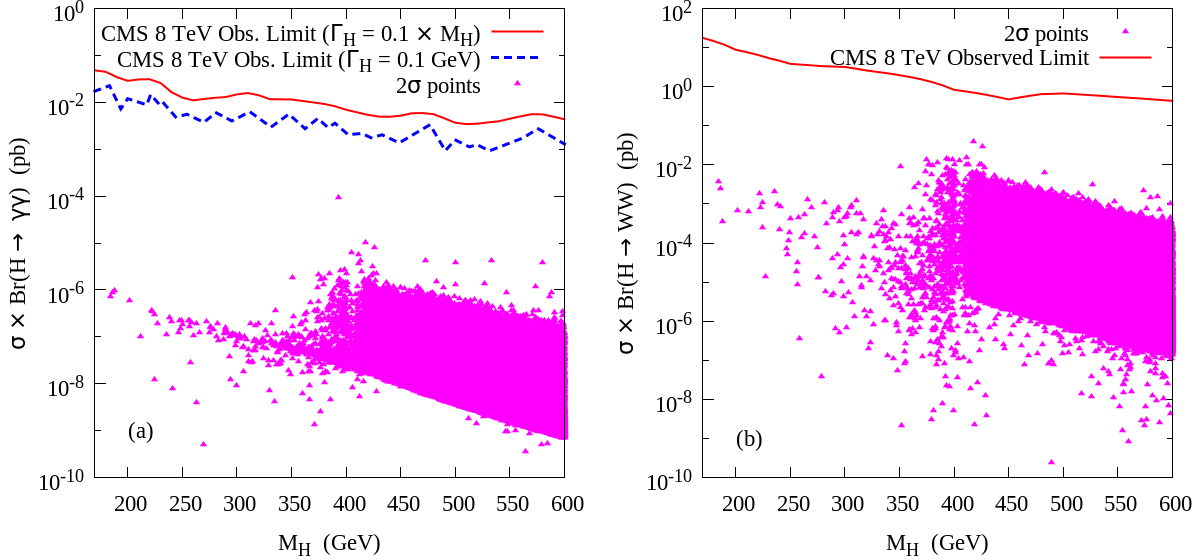 CMS 8 TeV Obs. Limit (Γ_H = 0.1 × M_H)
CMS 8 TeV Obs. Limit (Γ_H = 0.1 GeV)
2σ points
10^0
10^-2
10^-4
10^-6
10^-8
10^-10
σ × Br(H → γγ) (pb)
(a)
200 250 300 350 400 450 500 550 600
M_H (GeV)
2σ points
CMS 8 TeV Observed Limit
10^2
10^0
10^-2
10^-4
10^-6
10^-8
10^-10
σ × Br(H → WW) (pb)
(b)
200 250 300 350 400 450 500 550 600
M_H (GeV)